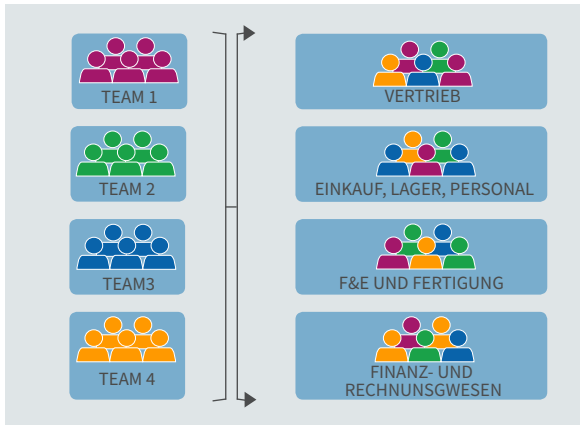 TEAM 1
TEAM 2
TEAM3
TEAM 4
VERTRIEB
EINKAUF, LAGER, PERSONAL
F&E UND FERTIGUNG
FINANZ- UND
RECHNUNSGWESEN